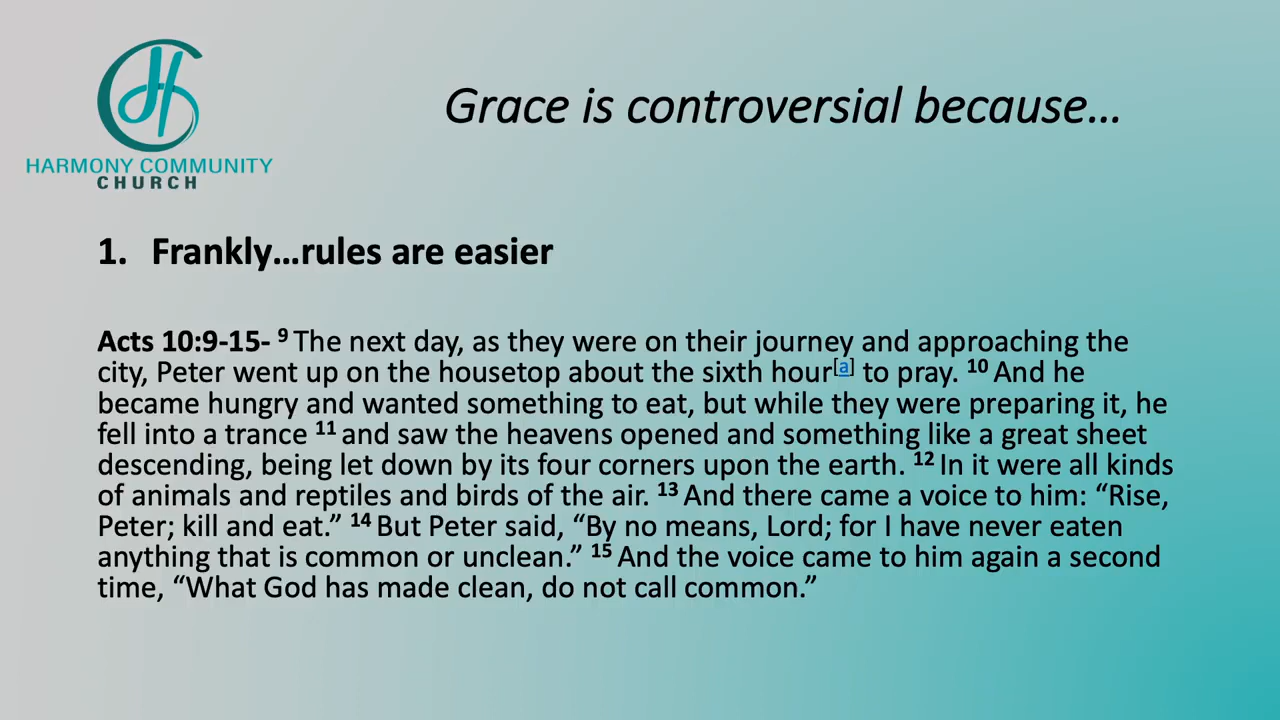 HARMONY COMMUNITY
CHURCH
Grace is controversial because…
1. Frankly…rules are easier
Acts 10:9-15- 9 The next day, as they were on their journey and approaching the
city, Peter went up on the housetop about the sixth hour[a] to pray. 10 And he
became hungry and wanted something to eat, but while they were preparing it, he
fell into a trance 11 and saw the heavens opened and something like a great sheet
descending, being let down by its four corners upon the earth. 12 In it were all kinds
of animals and reptiles and birds of the air. 13 And there came a voice to him: “Rise,
Peter; kill and eat.” 14 But Peter said, “By no means, Lord; for I have never eaten
anything that is common or unclean.” 15 And the voice came to him again a second
time, “What God has made clean, do not call common.”